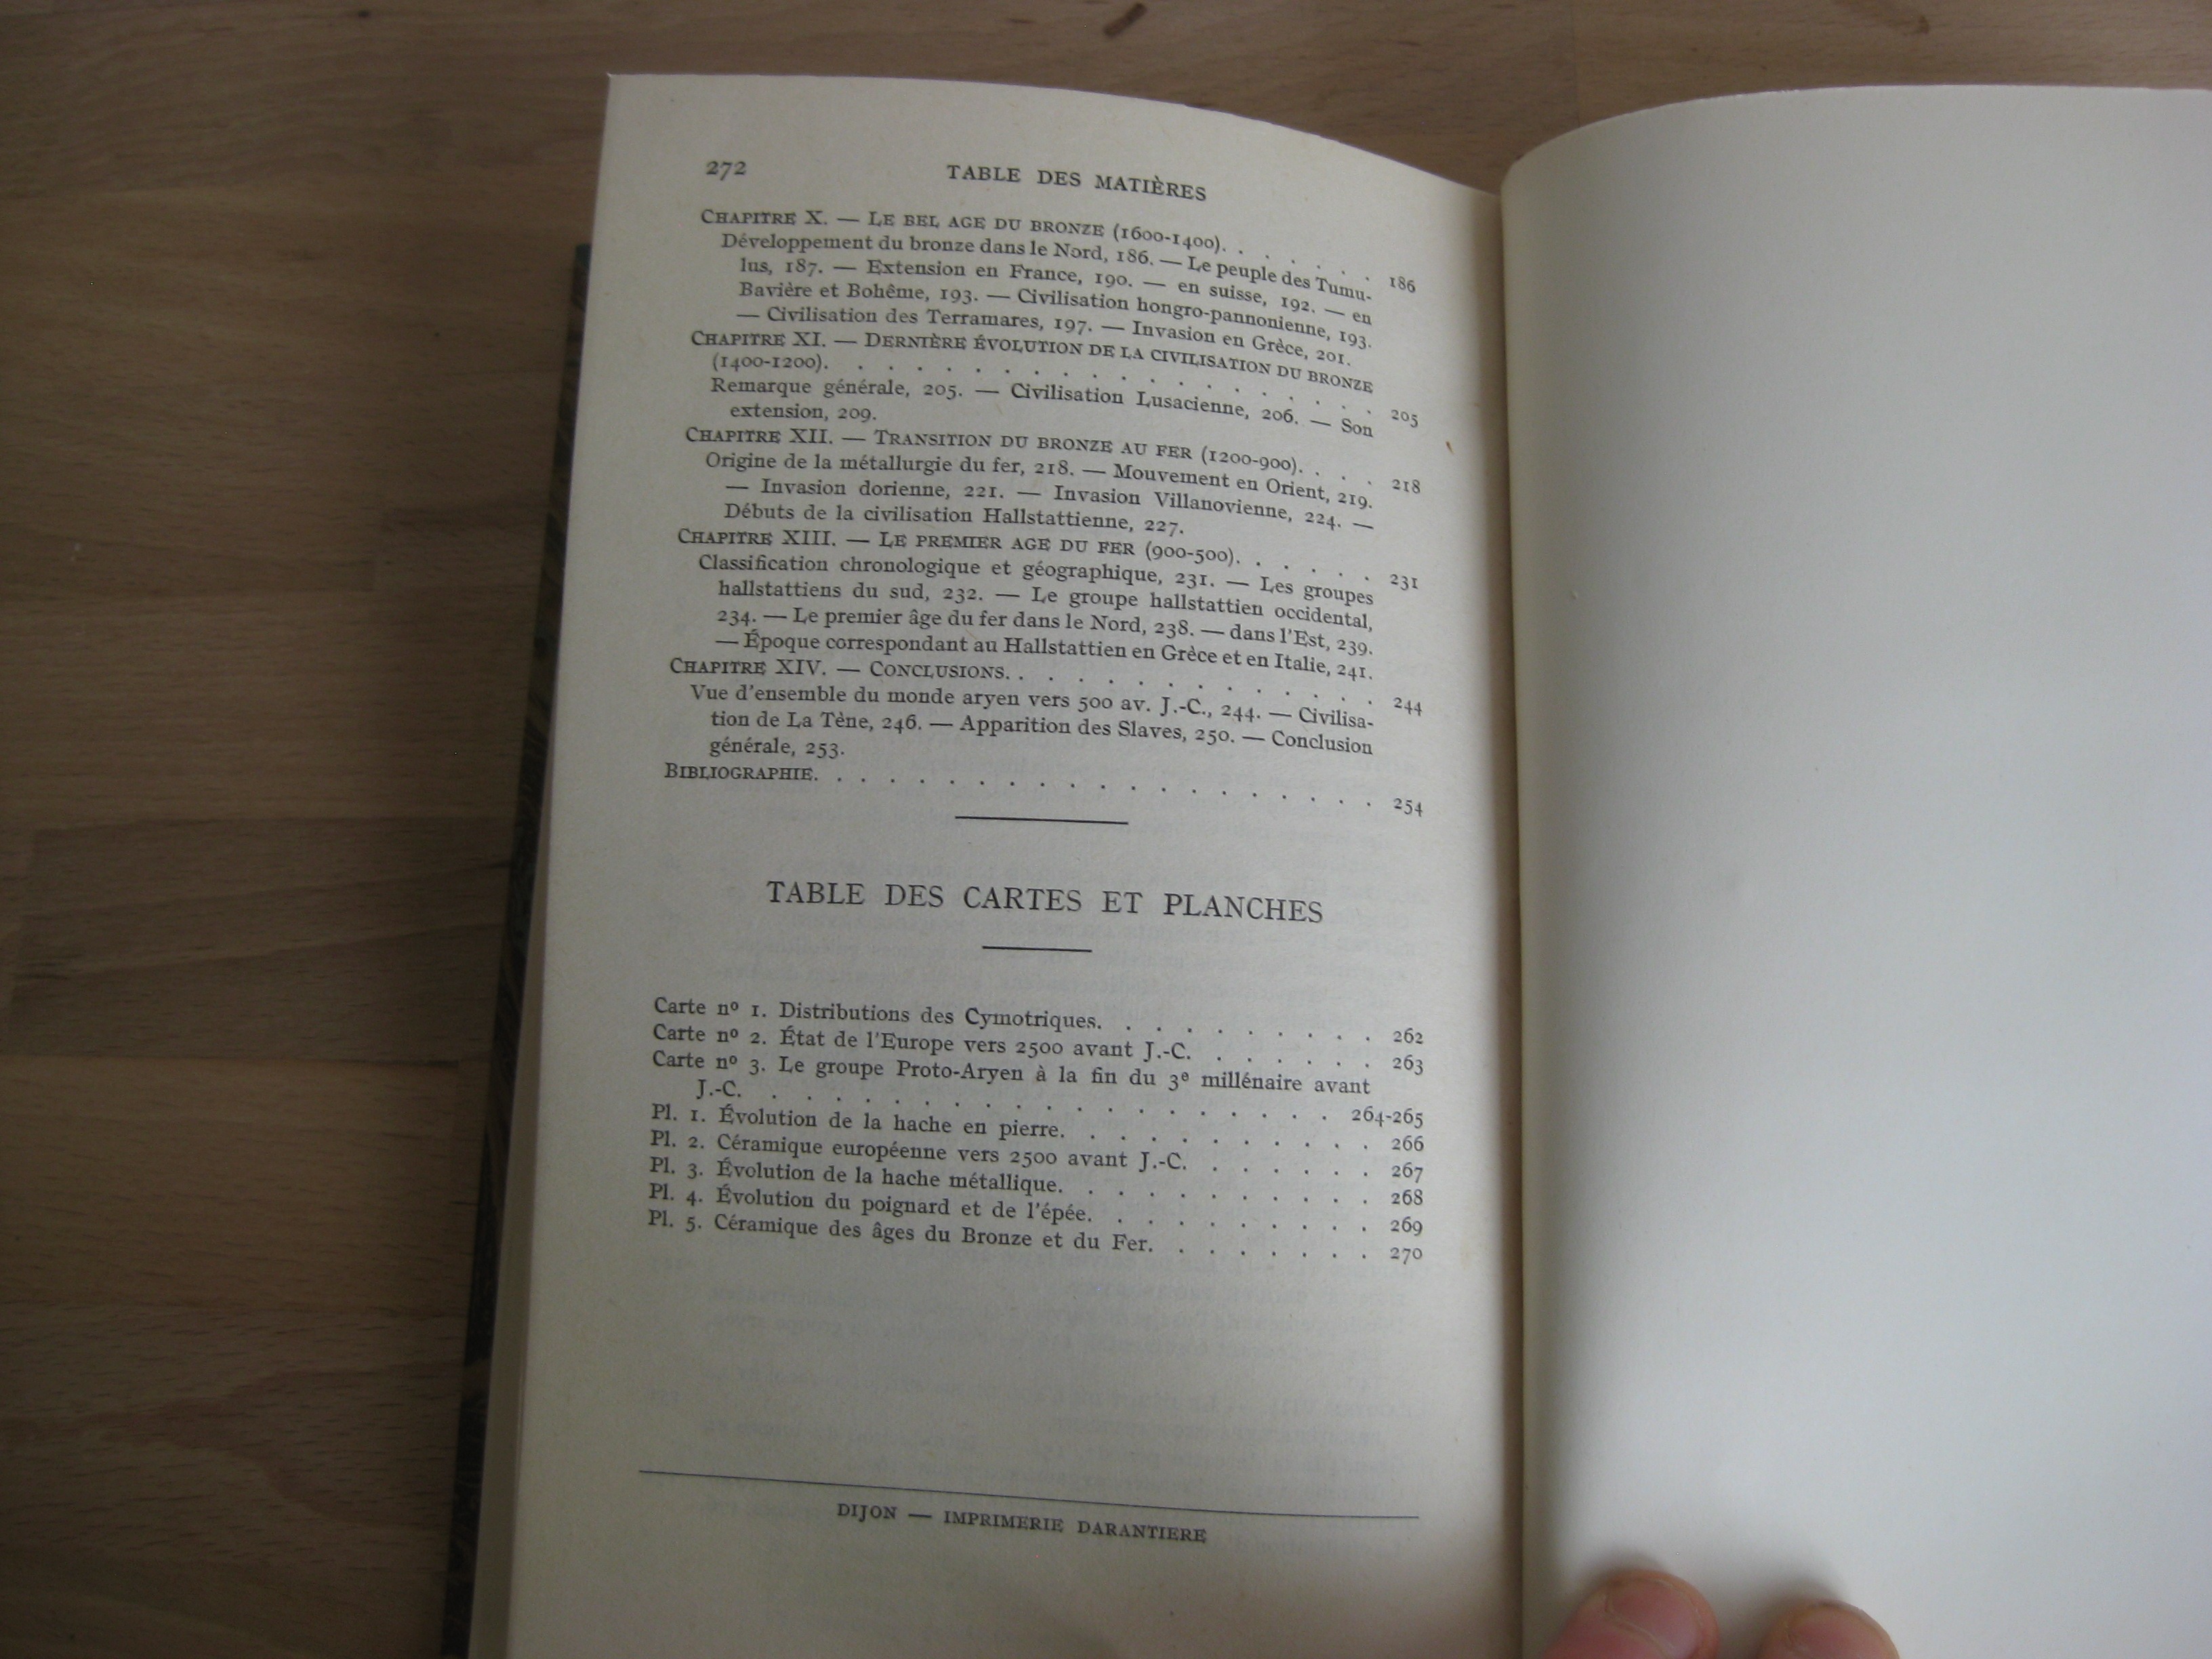 272 TABLE DES MATIÈRES
CHAPITRE X. — LE BEL AGE DU BRONZE (1600-1400). . . . . . . 186
Développement du bronze dans le Nord, 186. — Le peuple des Tumu-
lus, 187. — Extension en France, 190. — en suisse, 192. — en
Bavière et Bohême, 193. — Civilisation hongro-pannonienne, 193.
— Civilisation des Terramares, 197. — Invasion en Grèce, 201.
CHAPITRE XI. — DERNIÈRE ÉVOLUTION DE LA CIVILISATION DU BRONZE
(1400-1200). . . . . . . . . . . . . . . . . . . 205
Remarque générale, 205. — Civilisation Lusacienne, 206. — Son
extension, 209.
CHAPITRE XII. — TRANSITION DU BRONZE AU FER (1200-900). . . . 218
Origine de la métallurgie du fer, 218. — Mouvement en Orient, 219.
— Invasion dorienne, 221. — Invasion Villanovienne, 224. —
Débuts de la civilisation Hallstattienne, 227.
CHAPITRE XIII. — LE PREMIER AGE DU FER (900-500). . . . . . 231
Classification chronologique et géographique, 231. — Les groupes
hallstattiens du sud, 232. — Le groupe hallstattien occidental,
234. — Le premier âge du fer dans le Nord, 238. — dans l'Est, 239.
— Époque correspondant au Hallstattien en Grèce et en Italie, 241.
CHAPITRE XIV. — CONCLUSIONS. . . . . . . . . . . . . . 244
Vue d'ensemble du monde aryen vers 500 av. J.-C., 244. — Civilisa-
tion de La Tène, 246. — Apparition des Slaves, 250. — Conclusion
générale, 253.
BIBLIOGRAPHIE. . . . . . . . . . . . . . . . . . . . 254
TABLE DES CARTES ET PLANCHES
Carte nº 1. Distributions des Cymotriques. . . . . . . . . . 262
Carte nº 2. État de l'Europe vers 2500 avant J.-C. . . . . . . 263
Carte nº 3. Le groupe Proto-Aryen à la fin du 3e millénaire avant
J.-C. . . . . . . . . . . . . . . . . . . . 264-265
Pl. 1. Évolution de la hache en pierre. . . . . . . . . . . 266
Pl. 2. Céramique européenne vers 2500 avant J.-C. . . . . . . 267
Pl. 3. Évolution de la hache métallique. . . . . . . . . . . 268
Pl. 4. Évolution du poignard et de l'épée. . . . . . . . . . 269
Pl. 5. Céramique des âges du Bronze et du Fer. . . . . . . . 270
DIJON — IMPRIMERIE DARANTIERE